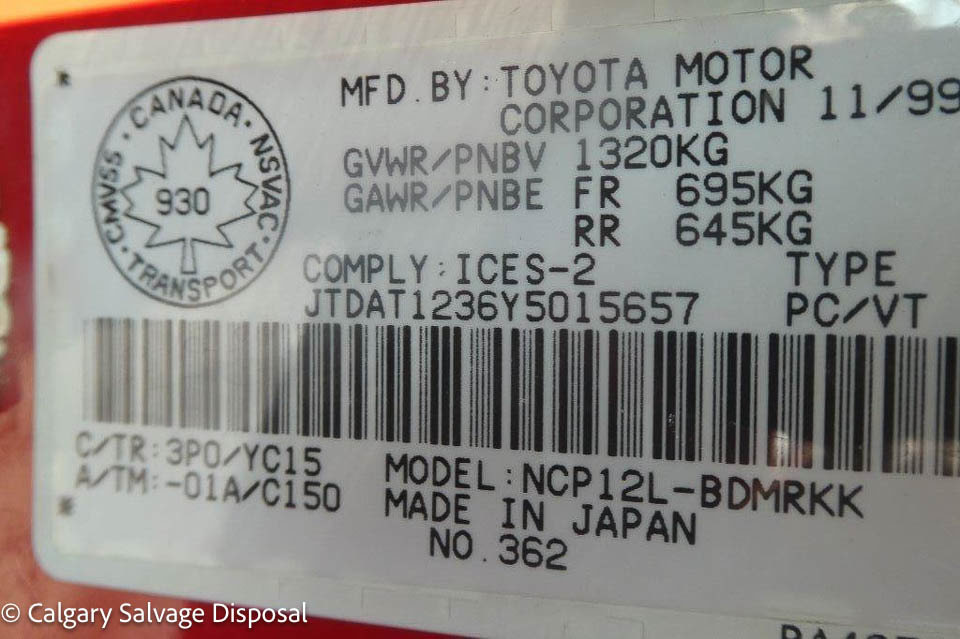 CANADA · NSVAC · TRANSPORT · CMVSS ·
930
MFD.BY:TOYOTA MOTOR
CORPORATION 11/99
GVWR/PNBV 1320KG
GAWR/PNBE FR 695KG
RR 645KG
COMPLY:ICES-2 TYPE
JTDAT1236Y5015657 PC/VT
C/TR:3P0/YC15
A/TM:-01A/C150
MODEL:NCP12L-BDMRKK
MADE IN JAPAN
NO.362
© Calgary Salvage Disposal